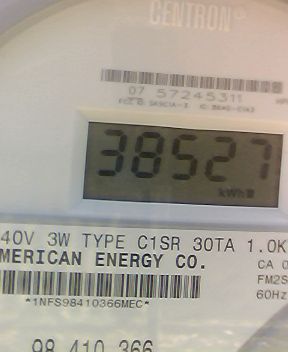 CENTRON
07 57245311
38527
kWh
40V 3W TYPE C1SR 30TA 1.0K
MERICAN ENERGY CO.
CA 0
FM2S
60Hz
*1NFS98410366MEC*
98 410 366